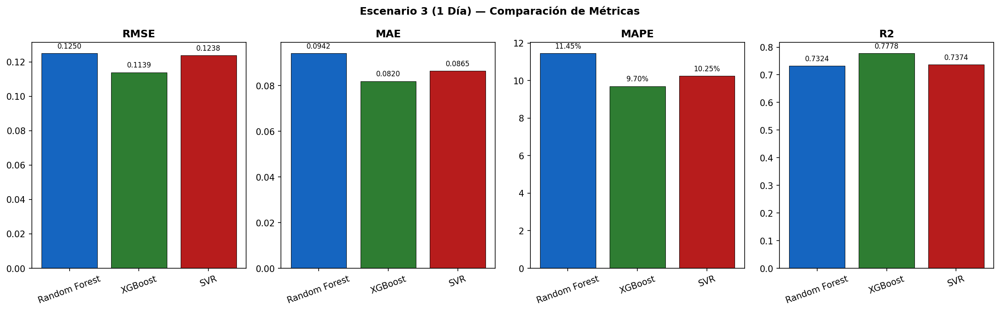 Escenario 3 (1 Día) — Comparación de Métricas
RMSE
0.1250
0.1139
0.1238
0.12
0.10
0.08
0.06
0.04
0.02
0.00
Random Forest
XGBoost
SVR
MAE
0.0942
0.0820
0.0865
0.08
0.06
0.04
0.02
0.00
Random Forest
XGBoost
SVR
MAPE
11.45%
9.70%
10.25%
12
10
8
6
4
2
0
Random Forest
XGBoost
SVR
R2
0.7324
0.7778
0.7374
0.8
0.7
0.6
0.5
0.4
0.3
0.2
0.1
0.0
Random Forest
XGBoost
SVR